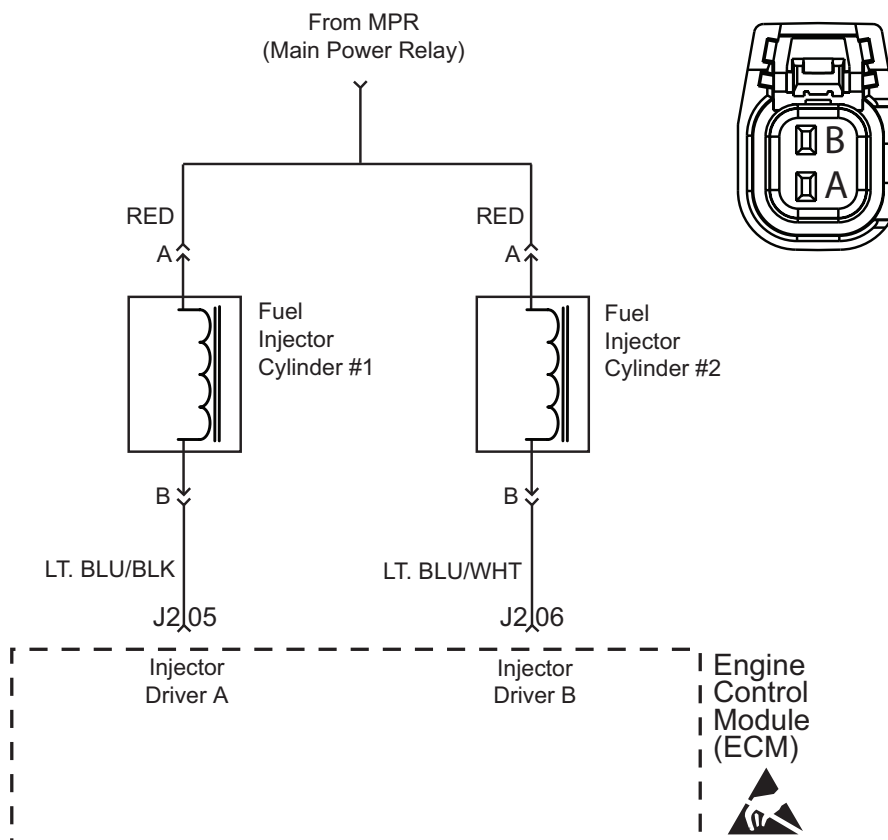 From MPR
(Main Power Relay)
B
A
RED
RED
A
A
Fuel
Injector
Cylinder #1
Fuel
Injector
Cylinder #2
B
B
LT. BLU/BLK
LT. BLU/WHT
J2 05
J2 06
Injector
Driver A
Injector
Driver B
Engine
Control
Module
(ECM)